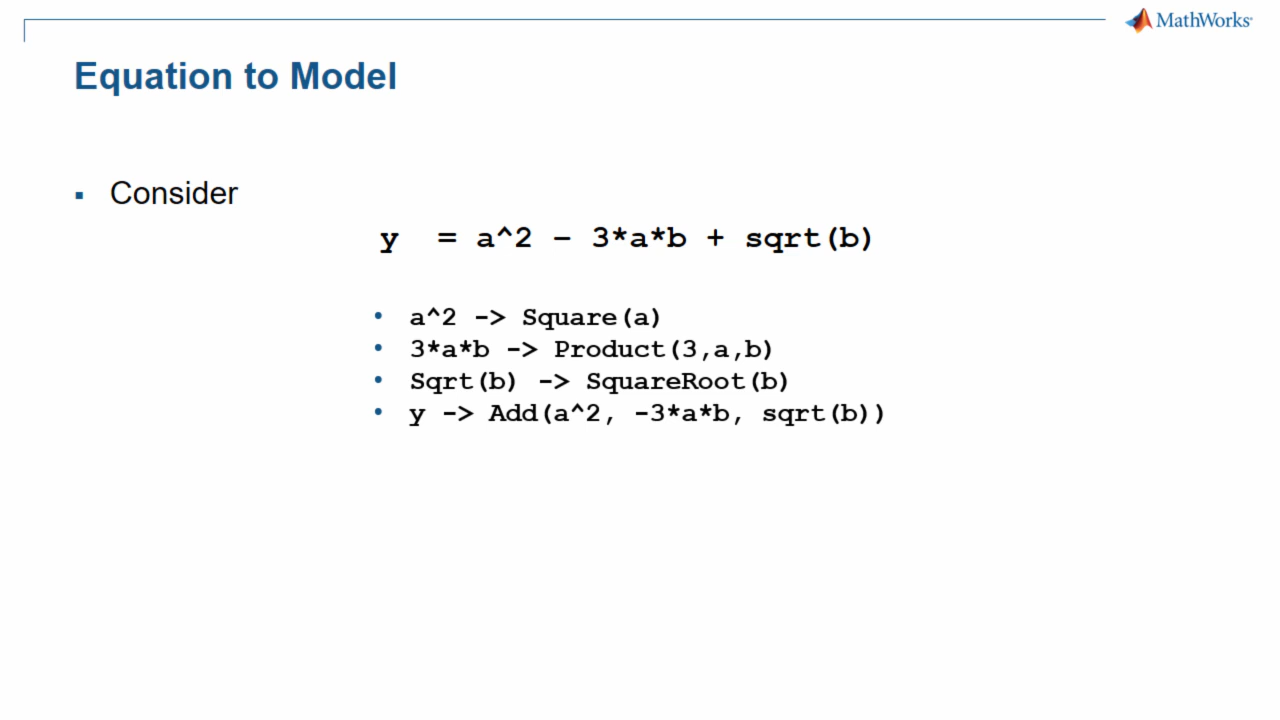 MathWorks
Equation to Model
▪ Consider
y = a^2 – 3*a*b + sqrt(b)
• a^2 -> Square(a)
• 3*a*b -> Product(3,a,b)
• Sqrt(b) -> SquareRoot(b)
• y -> Add(a^2, -3*a*b, sqrt(b))